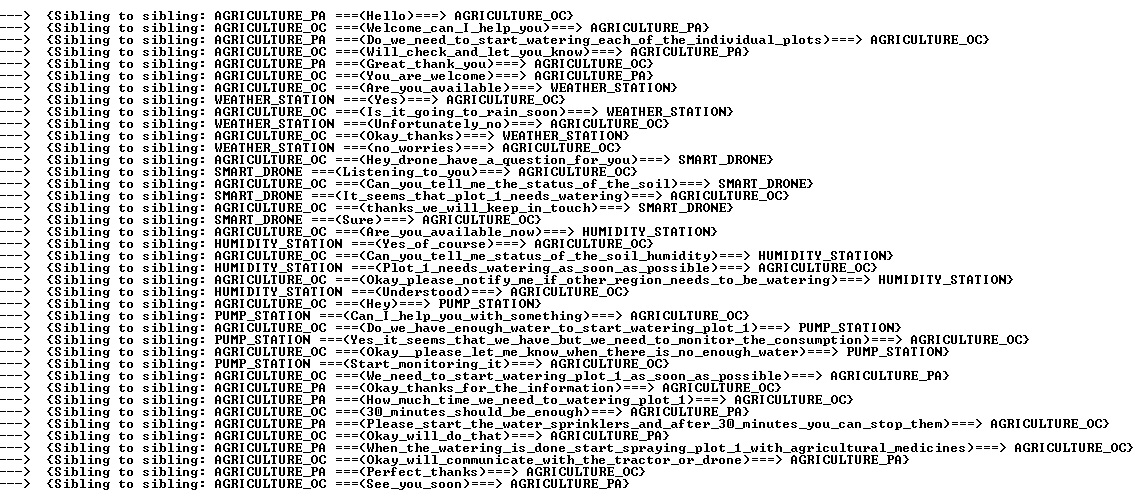 ---> {Sibling to sibling: AGRICULTURE_PA ===(Hello)===> AGRICULTURE_OC}
---> {Sibling to sibling: AGRICULTURE_OC ===(Welcome_can_I_help_you)===> AGRICULTURE_PA}
---> {Sibling to sibling: AGRICULTURE_PA ===(Do_we_need_to_start_watering_each_of_the_individual_plots)===> AGRICULTURE_OC}
---> {Sibling to sibling: AGRICULTURE_OC ===(Will_check_and_let_you_know)===> AGRICULTURE_PA}
---> {Sibling to sibling: AGRICULTURE_PA ===(Great_thank_you)===> AGRICULTURE_OC}
---> {Sibling to sibling: AGRICULTURE_OC ===(You_are_welcome)===> AGRICULTURE_PA}
---> {Sibling to sibling: AGRICULTURE_OC ===(Are_you_available)===> WEATHER_STATION}
---> {Sibling to sibling: WEATHER_STATION ===(Yes)===> AGRICULTURE_OC}
---> {Sibling to sibling: AGRICULTURE_OC ===(Is_it_going_to_rain_soon)===> WEATHER_STATION}
---> {Sibling to sibling: WEATHER_STATION ===(Unfortunately_no)===> AGRICULTURE_OC}
---> {Sibling to sibling: AGRICULTURE_OC ===(Okay_thanks)===> WEATHER_STATION}
---> {Sibling to sibling: WEATHER_STATION ===(no_worries)===> AGRICULTURE_OC}
---> {Sibling to sibling: AGRICULTURE_OC ===(Hey_drone_have_a_question_for_you)===> SMART_DRONE}
---> {Sibling to sibling: SMART_DRONE ===(Listening_to_you)===> AGRICULTURE_OC}
---> {Sibling to sibling: AGRICULTURE_OC ===(Can_you_tell_me_the_status_of_the_soil)===> SMART_DRONE}
---> {Sibling to sibling: SMART_DRONE ===(It_seems_that_plot_1_needs_watering)===> AGRICULTURE_OC}
---> {Sibling to sibling: AGRICULTURE_OC ===(thanks_we_will_keep_in_touch)===> SMART_DRONE}
---> {Sibling to sibling: SMART_DRONE ===(Sure)===> AGRICULTURE_OC}
---> {Sibling to sibling: AGRICULTURE_OC ===(Are_you_available_now)===> HUMIDITY_STATION}
---> {Sibling to sibling: HUMIDITY_STATION ===(Yes_of_course)===> AGRICULTURE_OC}
---> {Sibling to sibling: AGRICULTURE_OC ===(Can_you_tell_me_status_of_the_soil_humidity)===> HUMIDITY_STATION}
---> {Sibling to sibling: HUMIDITY_STATION ===(Plot_1_needs_watering_as_soon_as_possible)===> AGRICULTURE_OC}
---> {Sibling to sibling: AGRICULTURE_OC ===(Okay_please_notify_me_if_other_region_needs_to_be_watering)===> HUMIDITY_STATION}
---> {Sibling to sibling: HUMIDITY_STATION ===(Understood)===> AGRICULTURE_OC}
---> {Sibling to sibling: AGRICULTURE_OC ===(Hey)===> PUMP_STATION}
---> {Sibling to sibling: PUMP_STATION ===(Can_I_help_you_with_something)===> AGRICULTURE_OC}
---> {Sibling to sibling: AGRICULTURE_OC ===(Do_we_have_enough_water_to_start_watering_plot_1)===> PUMP_STATION}
---> {Sibling to sibling: PUMP_STATION ===(Yes_it_seems_that_we_have_but_we_need_to_monitor_the_consumption)===> AGRICULTURE_OC}
---> {Sibling to sibling: AGRICULTURE_OC ===(Okay__please_let_me_know_when_there_is_no_enough_water)===> PUMP_STATION}
---> {Sibling to sibling: PUMP_STATION ===(Start_monitoring_it)===> AGRICULTURE_OC}
---> {Sibling to sibling: AGRICULTURE_OC ===(We_need_to_start_watering_plot_1_as_soon_as_possible)===> AGRICULTURE_PA}
---> {Sibling to sibling: AGRICULTURE_PA ===(Okay_thanks_for_the_information)===> AGRICULTURE_OC}
---> {Sibling to sibling: AGRICULTURE_PA ===(How_much_time_we_need_to_watering_plot_1)===> AGRICULTURE_OC}
---> {Sibling to sibling: AGRICULTURE_OC ===(30_minutes_should_be_enough)===> AGRICULTURE_PA}
---> {Sibling to sibling: AGRICULTURE_PA ===(Please_start_the_water_sprinklers_and_after_30_minutes_you_can_stop_them)===> AGRICULTURE_OC}
---> {Sibling to sibling: AGRICULTURE_OC ===(Okay_will_do_that)===> AGRICULTURE_PA}
---> {Sibling to sibling: AGRICULTURE_PA ===(When_the_watering_is_done_start_spraying_plot_1_with_agricultural_medicines)===> AGRICULTURE_OC}
---> {Sibling to sibling: AGRICULTURE_OC ===(Okay_will_communicate_with_the_tractor_or_drone)===> AGRICULTURE_PA}
---> {Sibling to sibling: AGRICULTURE_PA ===(Perfect_thanks)===> AGRICULTURE_OC}
---> {Sibling to sibling: AGRICULTURE_OC ===(See_you_soon)===> AGRICULTURE_PA}